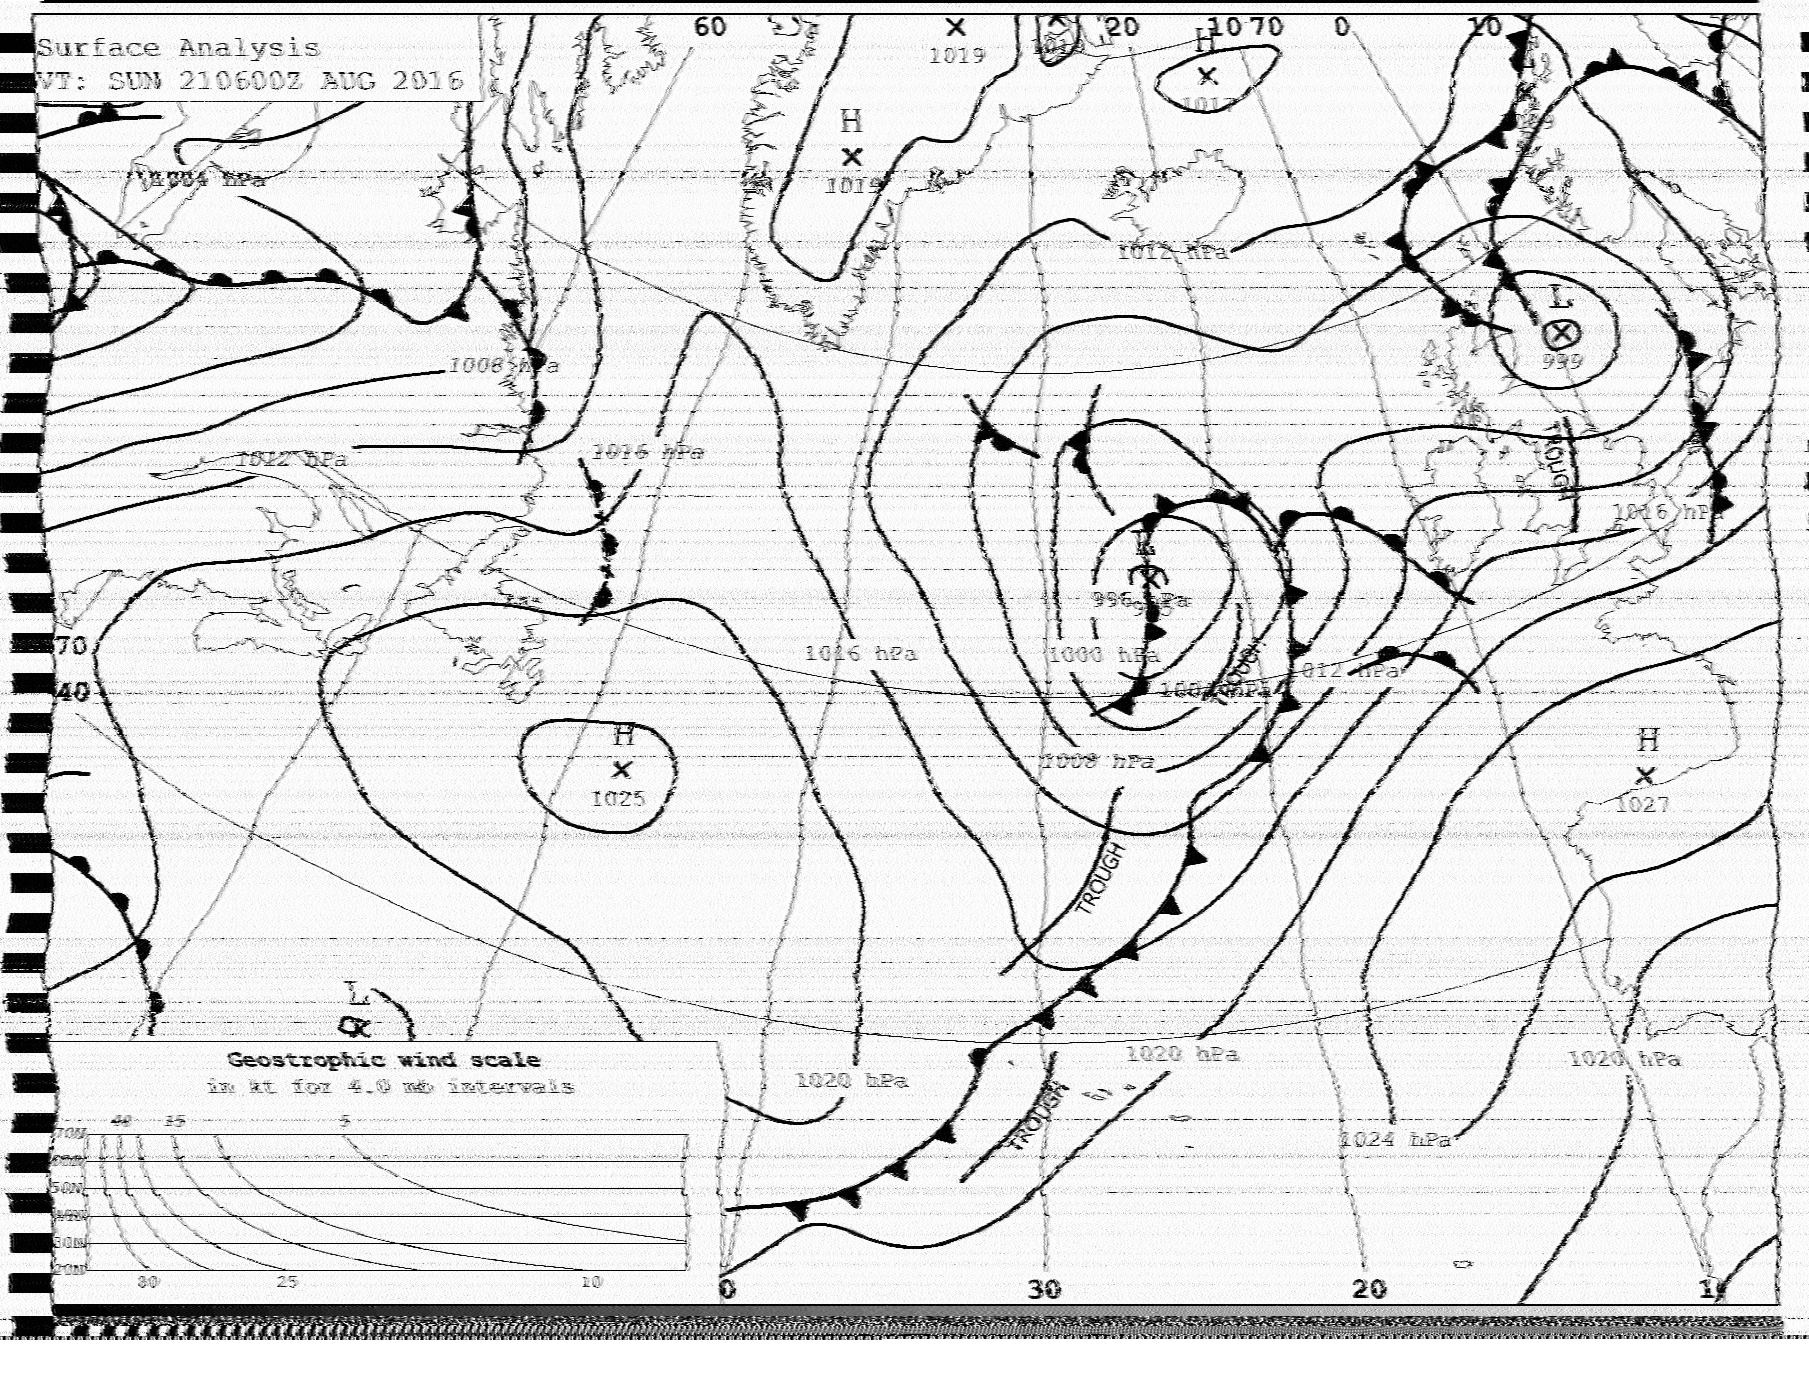 Surface Analysis
VT: SUN 210600Z AUG 2016
60
20
10
70
0
10
1019
H
1012
H
1019
1004 hPa
1012 hPa
L
999
1008 hPa
1012 hPa
1016 hPa
TROUGH
1016 hPa
L
996 hPa
70
1016 hPa
1000 hPa
TROUGH
1004 hPa
012 hPa
40
H
1025
H
1027
1008 hPa
TROUGH
L
1020 hPa
1020 hPa
1020 hPa
TROUGH
1024 hPa
Geostrophic wind scale
in kt for 4.0 mb intervals
40
15
5
70N
50N
30N
20N
30
25
10
0
30
20